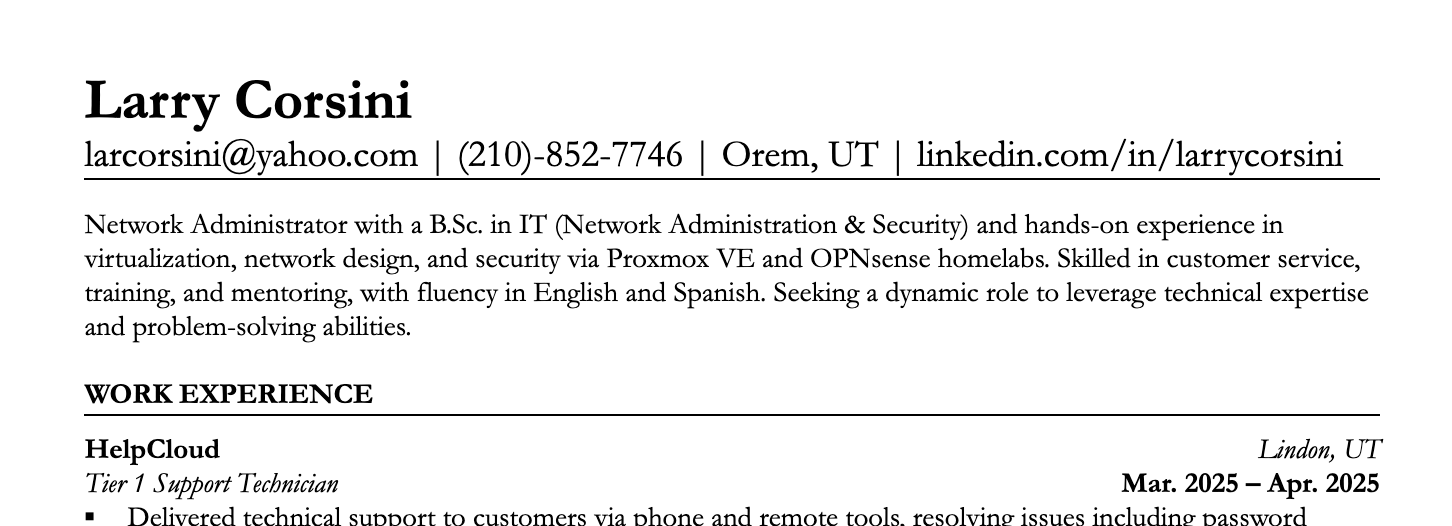 Larry Corsini
larcorsini@yahoo.com | (210)-852-7746 | Orem, UT | linkedin.com/in/larrycorsini
Network Administrator with a B.Sc. in IT (Network Administration & Security) and hands-on experience in
virtualization, network design, and security via Proxmox VE and OPNsense homelabs. Skilled in customer service,
training, and mentoring, with fluency in English and Spanish. Seeking a dynamic role to leverage technical expertise
and problem-solving abilities.
WORK EXPERIENCE
HelpCloud Lindon, UT
Tier 1 Support Technician Mar. 2025 – Apr. 2025
▪ Delivered technical support to customers via phone and remote tools, resolving issues including password